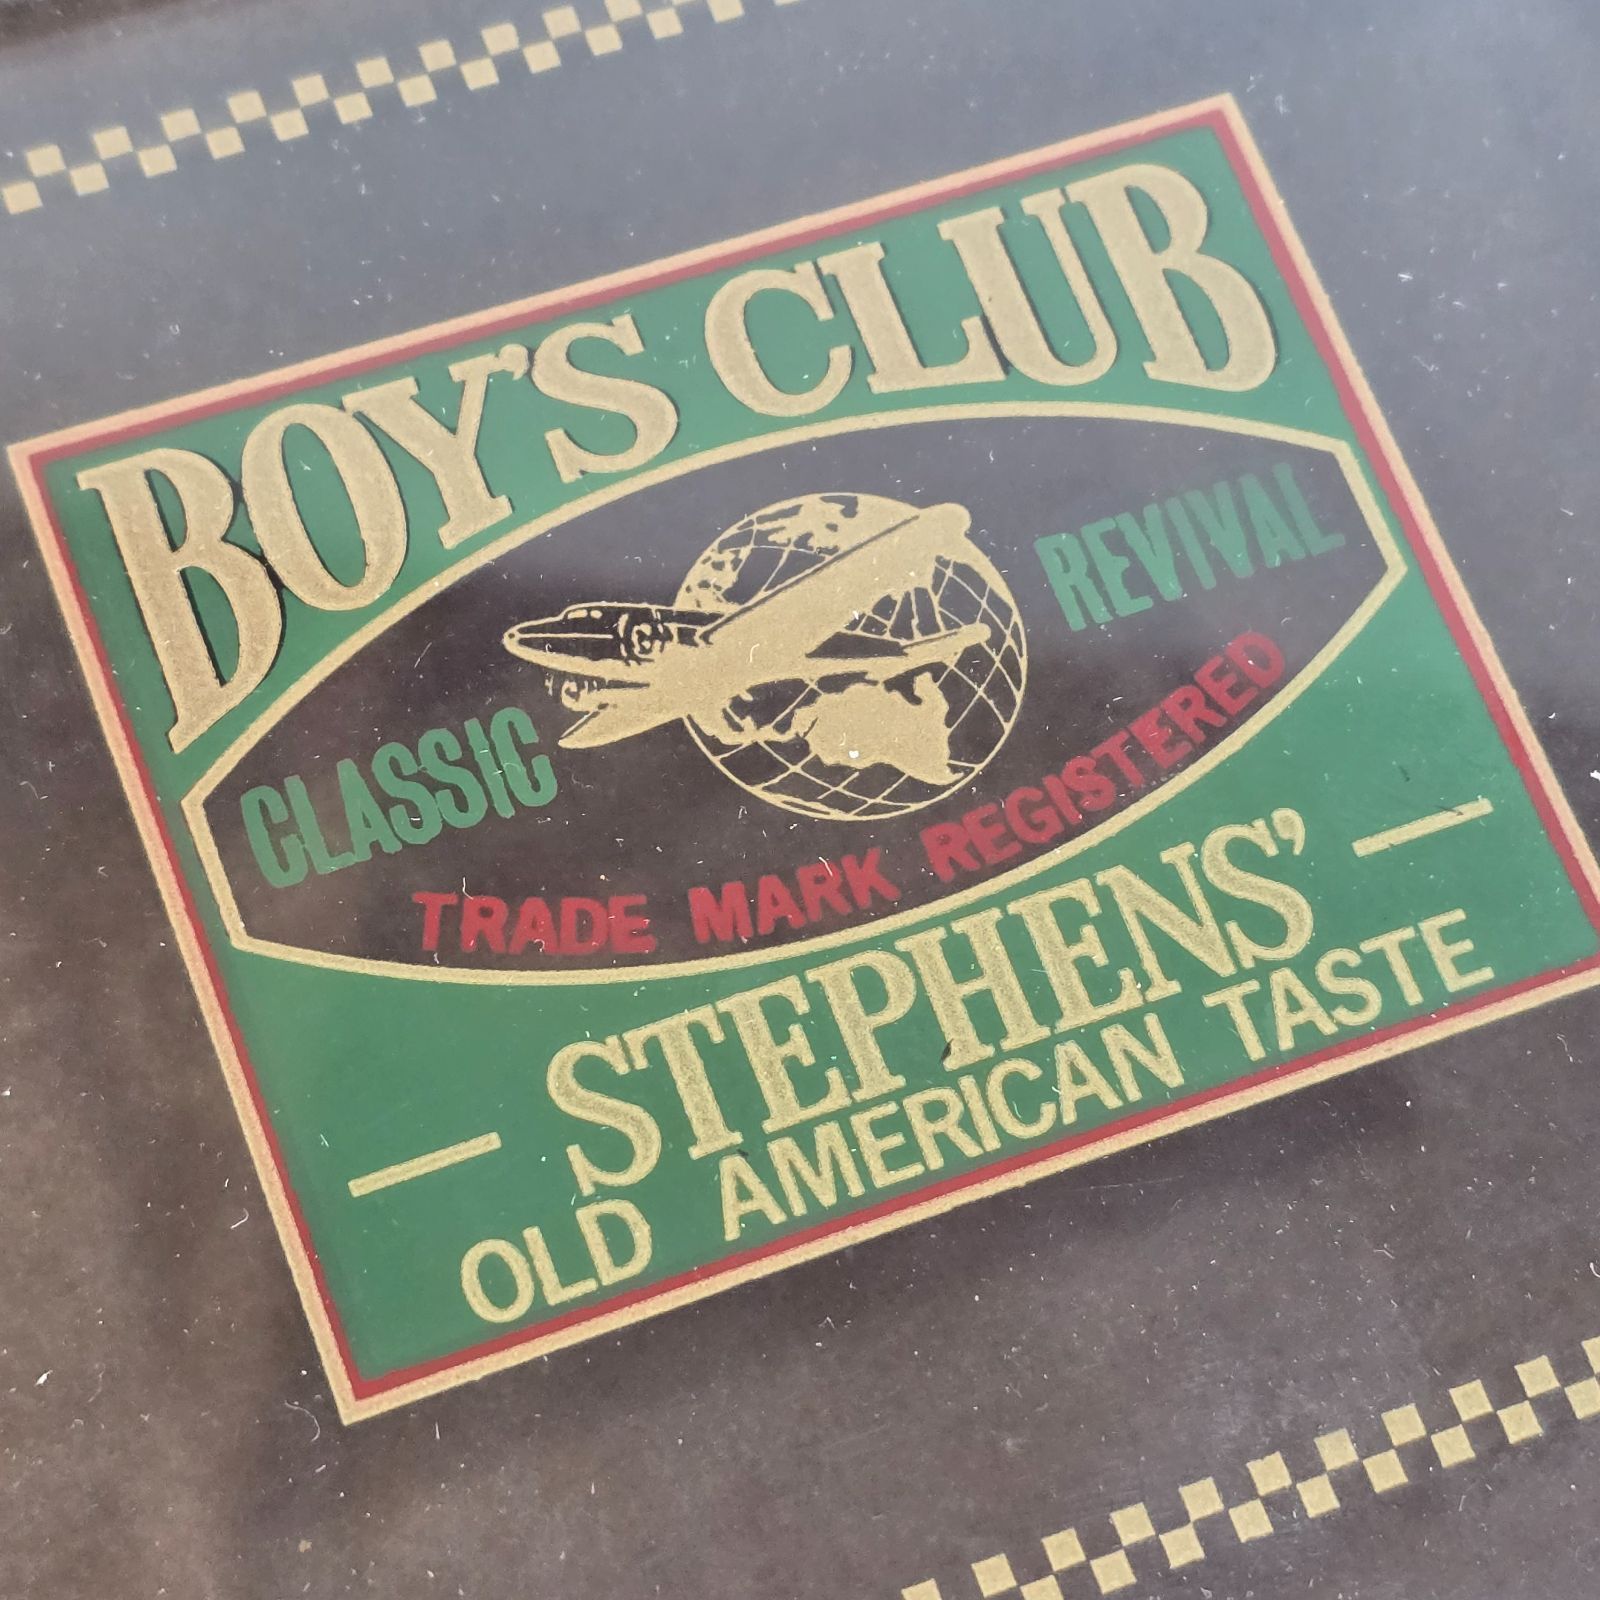 BOY'S CLUB
CLASSIC REVIVAL
TRADE MARK REGISTERED
STEPHENS'
OLD AMERICAN TASTE